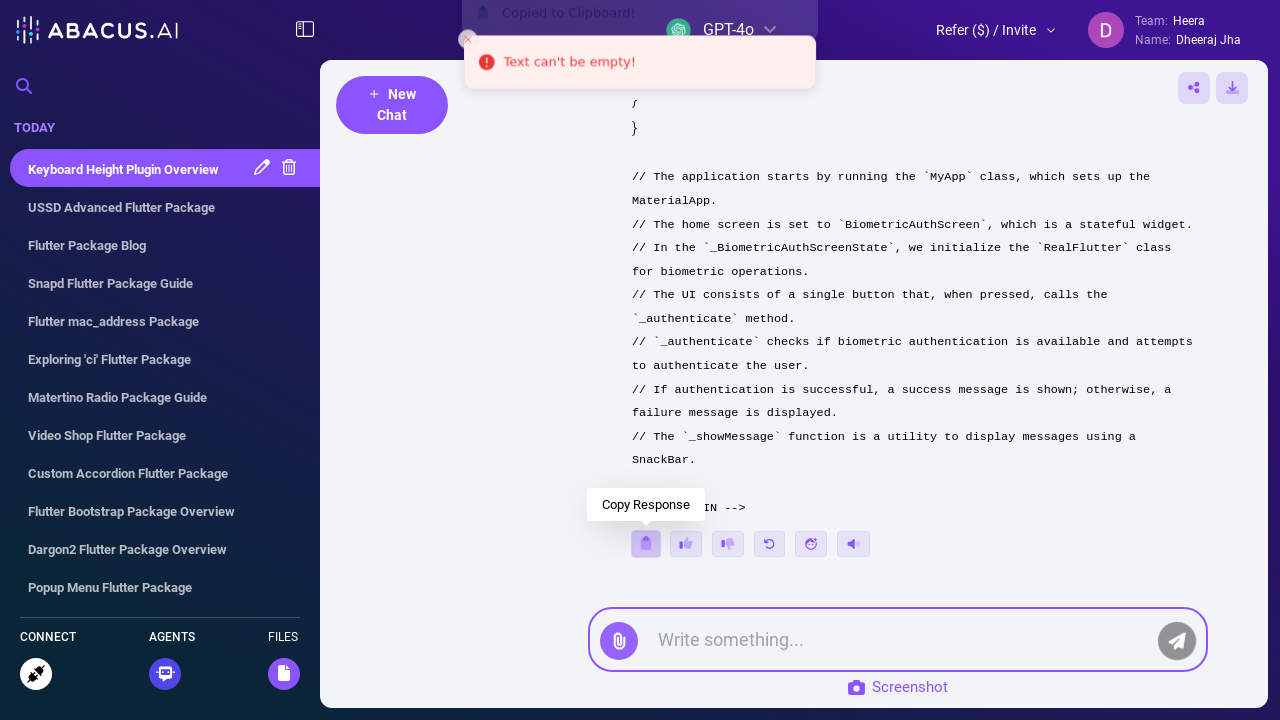 ABACUS.AI
Copied to Clipboard!
GPT-4o
Text can't be empty!
Refer ($) / Invite
D
Team: Heera
Name: Dheeraj Jha
+ New
Chat
TODAY
Keyboard Height Plugin Overview
USSD Advanced Flutter Package
Flutter Package Blog
Snapd Flutter Package Guide
Flutter mac_address Package
Exploring 'ci' Flutter Package
Matertino Radio Package Guide
Video Shop Flutter Package
Custom Accordion Flutter Package
Flutter Bootstrap Package Overview
Dargon2 Flutter Package Overview
Popup Menu Flutter Package
CONNECT
AGENTS
FILES
}
}
// The application starts by running the `MyApp` class, which sets up the
MaterialApp.
// The home screen is set to `BiometricAuthScreen`, which is a stateful widget.
// In the `_BiometricAuthScreenState`, we initialize the `RealFlutter` class
for biometric operations.
// The UI consists of a single button that, when pressed, calls the
`_authenticate` method.
// `_authenticate` checks if biometric authentication is available and attempts
to authenticate the user.
// If authentication is successful, a success message is shown; otherwise, a
failure message is displayed.
// The `_showMessage` function is a utility to display messages using a
SnackBar.
IN -->
Copy Response
Write something...
Screenshot